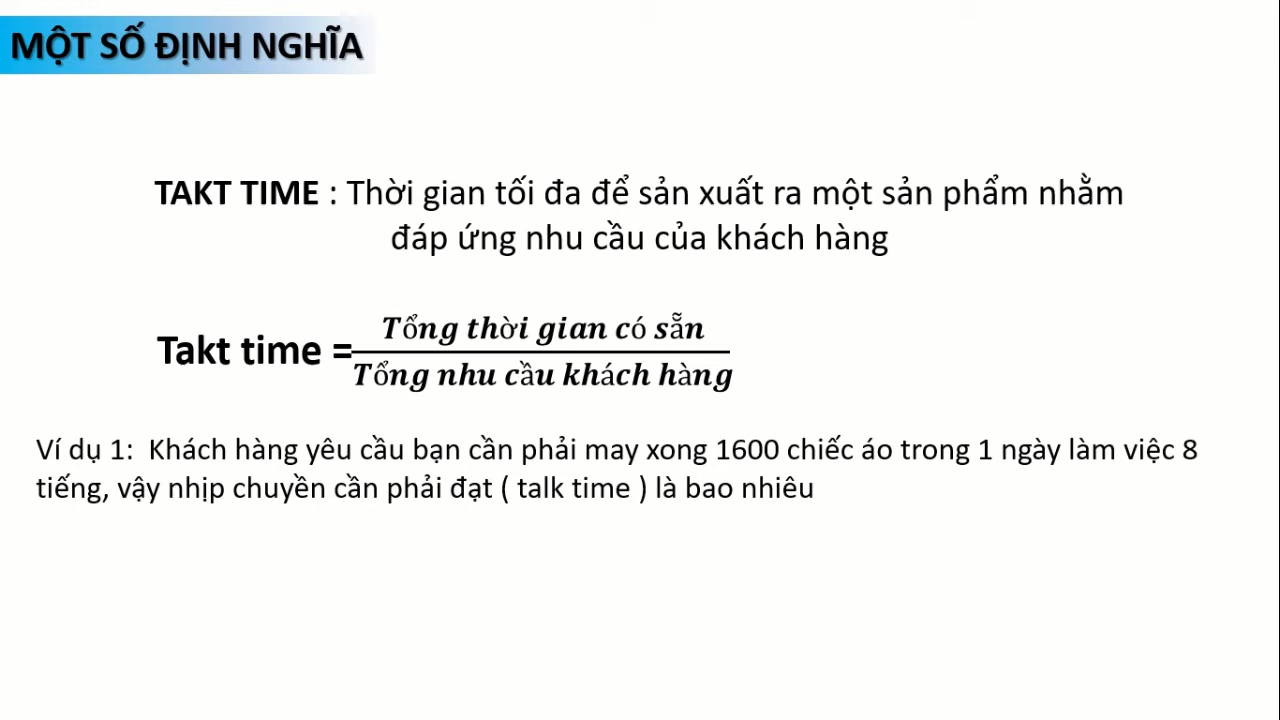 MỘT SỐ ĐỊNH NGHĨA
TAKT TIME : Thời gian tối đa để sản xuất ra một sản phẩm nhằm
đáp ứng nhu cầu của khách hàng
Takt time =
Tổng thời gian có sẵn
Tổng nhu cầu khách hàng
Ví dụ 1: Khách hàng yêu cầu bạn cần phải may xong 1600 chiếc áo trong 1 ngày làm việc 8
tiếng, vậy nhịp chuyền cần phải đạt ( talk time ) là bao nhiêu